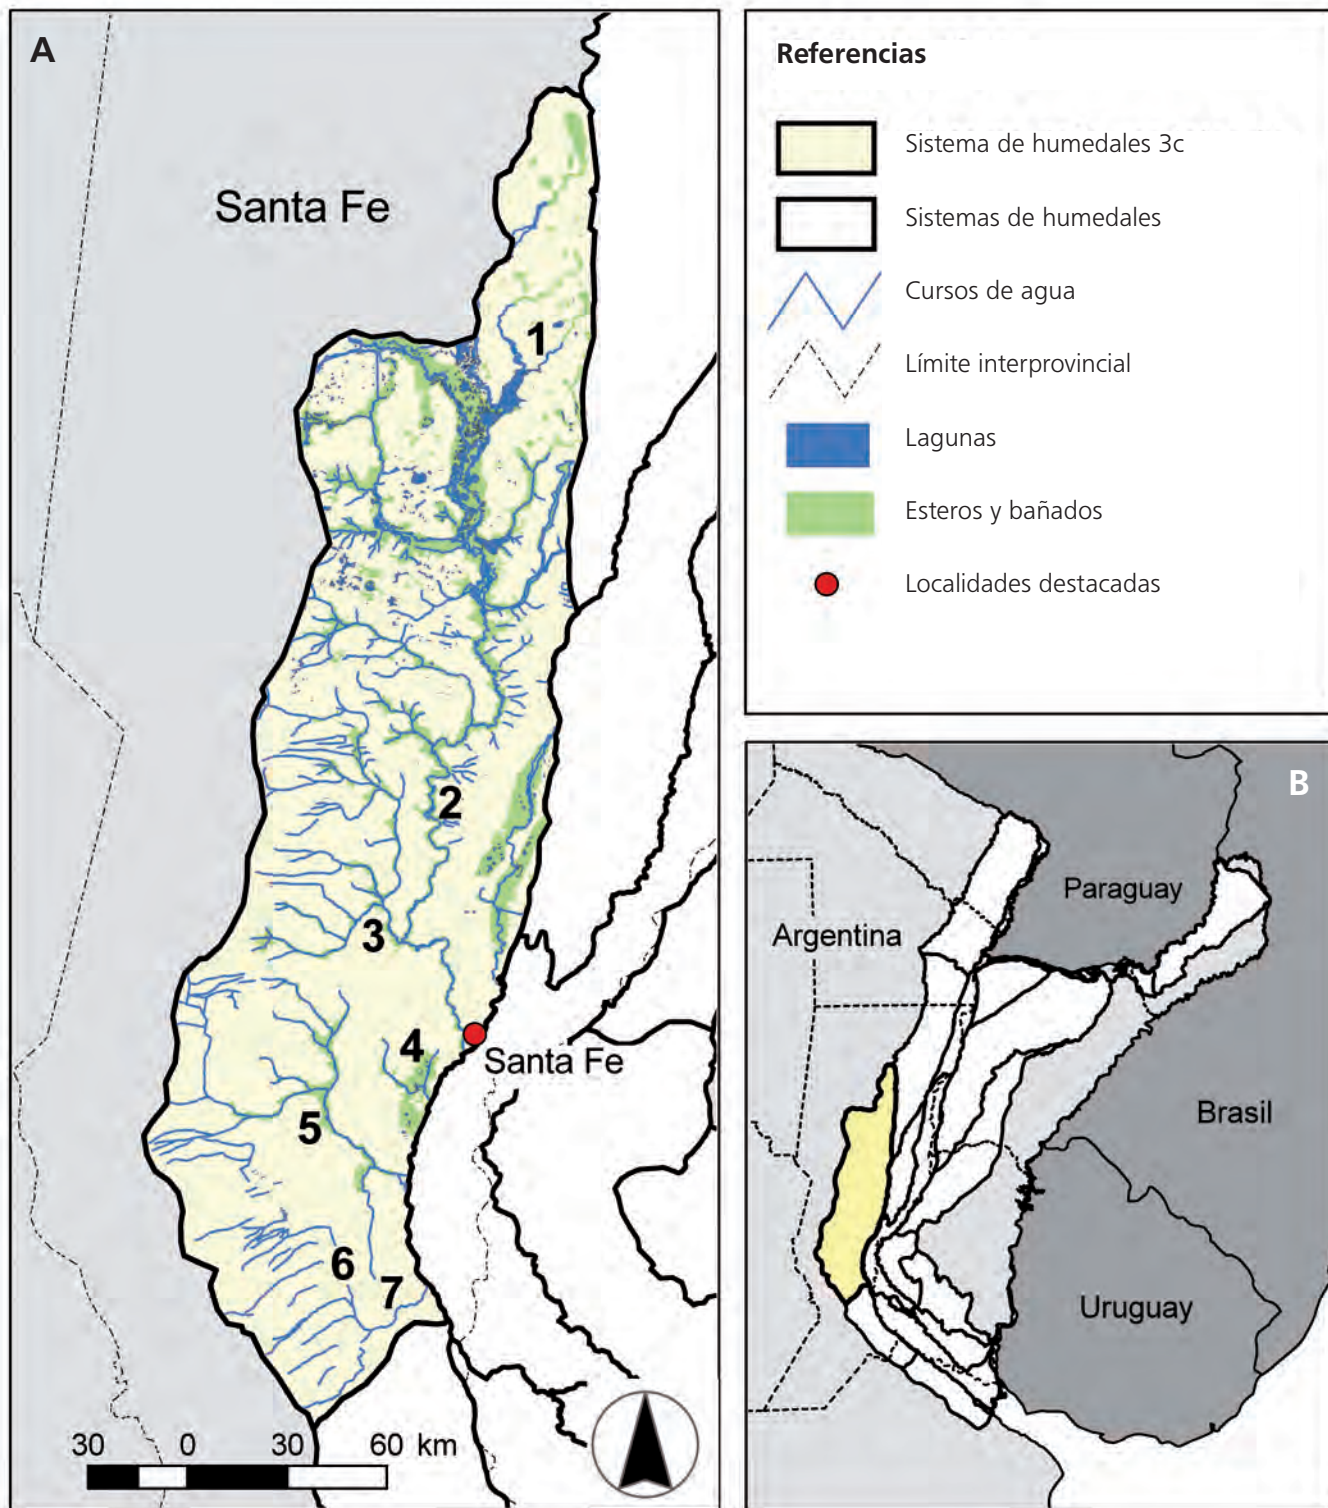 A
Santa Fe
1
2
3
4
Santa Fe
5
6
7
30 0 30 60 km
Referencias
Sistema de humedales 3c
Sistemas de humedales
Cursos de agua
Límite interprovincial
Lagunas
Esteros y bañados
Localidades destacadas
B
Paraguay
Argentina
Brasil
Uruguay